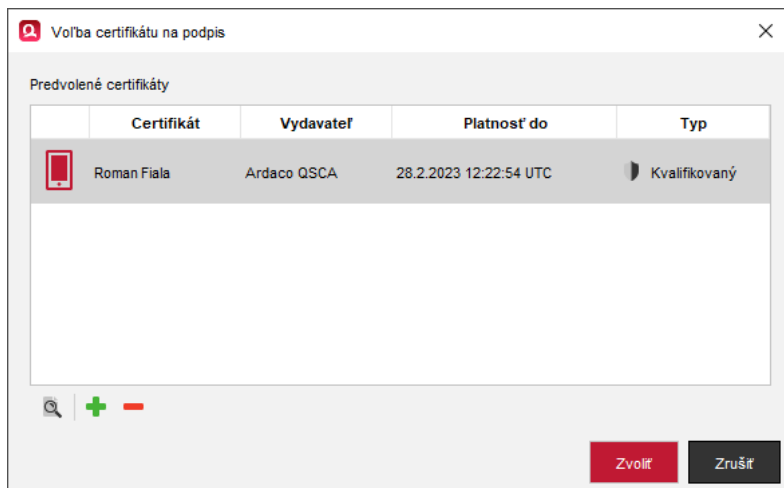 Voľba certifikátu na podpis
Predvolené certifikáty
Certifikát Vydavateľ Platnosť do Typ
Roman Fiala Ardaco QSCA 28.2.2023 12:22:54 UTC Kvalifikovaný
Zvoliť Zrušiť